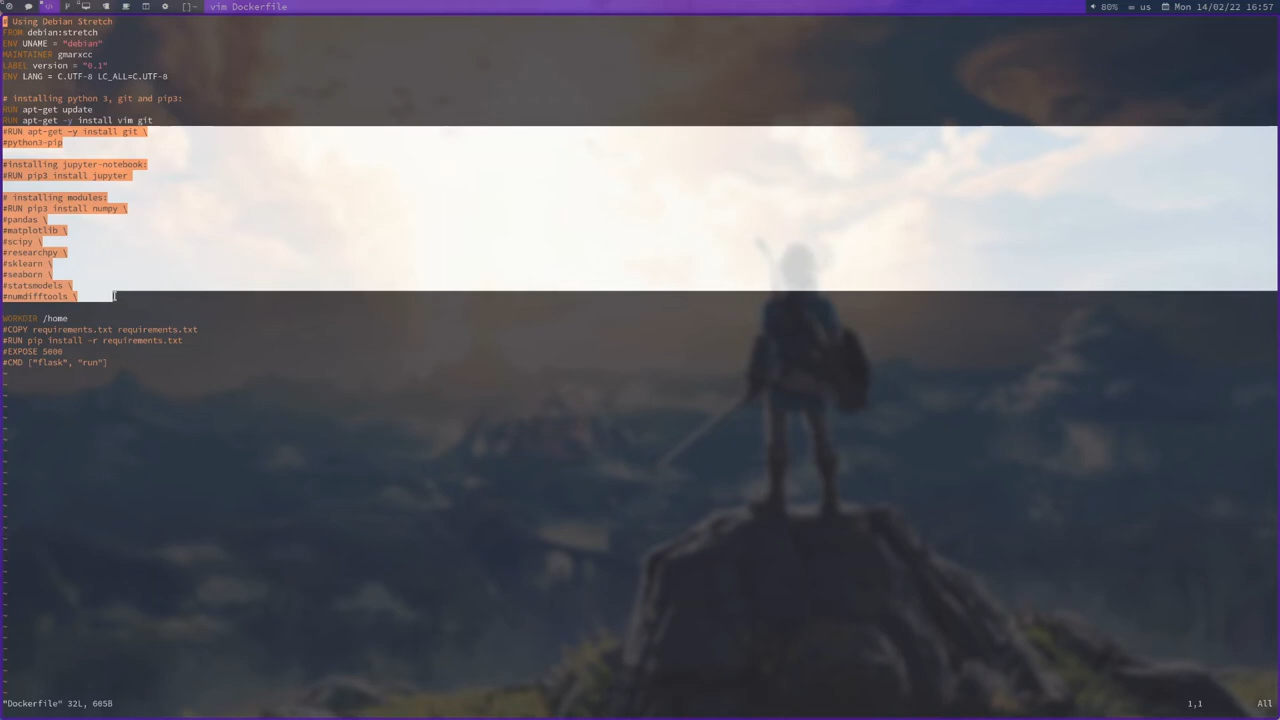 []~ vim Dockerfile 80% us Mon 14/02/22 16:57
# Using Debian Stretch
FROM debian:stretch
ENV UNAME = "debian"
MAINTAINER gmarxcc
LABEL version = "0.1"
ENV LANG = C.UTF-8 LC_ALL=C.UTF-8
# installing python 3, git and pip3:
RUN apt-get update
RUN apt-get -y install vim git
#RUN apt-get -y install git \
#python3-pip
#installing jupyter-notebook:
#RUN pip3 install jupyter
# installing modules:
#RUN pip3 install numpy \
#pandas \
#matplotlib \
#scipy \
#researchpy \
#sklearn \
#seaborn \
#statsmodels \
#numdifftools \
WORKDIR /home
#COPY requirements.txt requirements.txt
#RUN pip install -r requirements.txt
#EXPOSE 5000
#CMD ["flask", "run"]
"Dockerfile" 32L, 605B 1,1 All